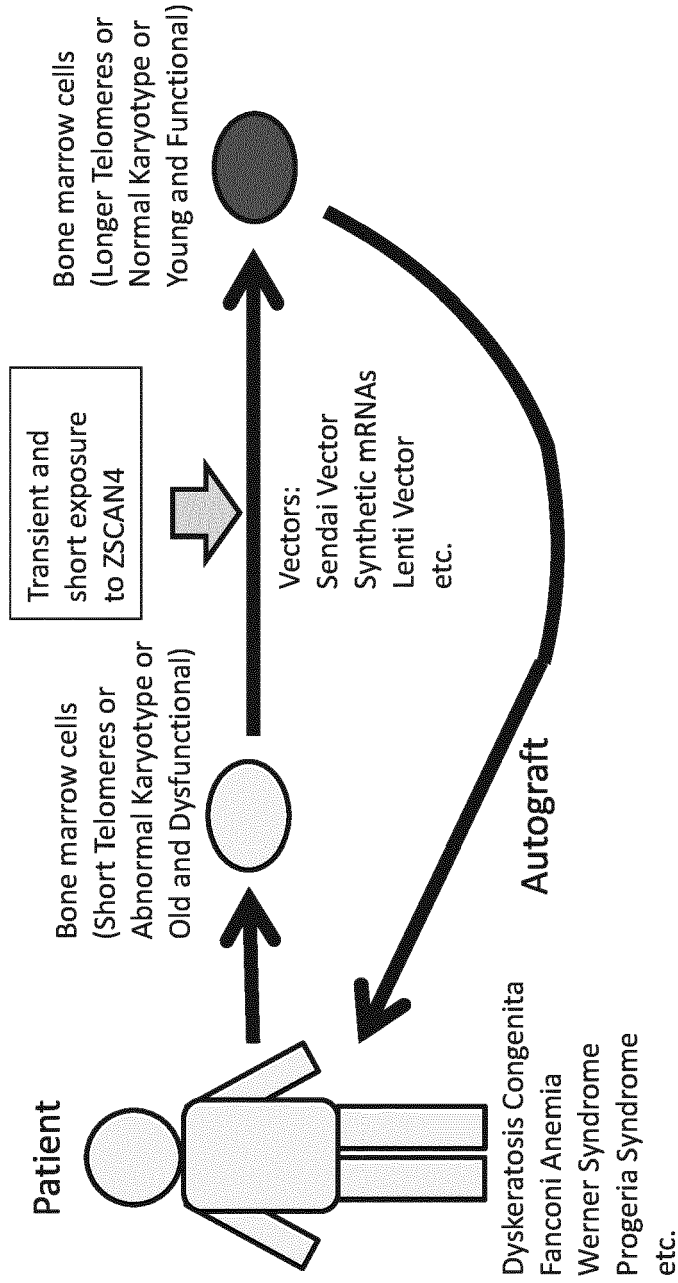 Patient
Dyskeratosis Congenita
Fanconi Anemia
Werner Syndrome
Progeria Syndrome
etc.
Bone marrow cells
(Short Telomeres or
Abnormal Karyotype or
Old and Dysfunctional)
Transient and
short exposure
to ZSCAN4
Vectors:
Sendai Vector
Synthetic mRNAs
Lenti Vector
etc.
Bone marrow cells
(Longer Telomeres or
Normal Karyotype or
Young and Functional)
Autograft